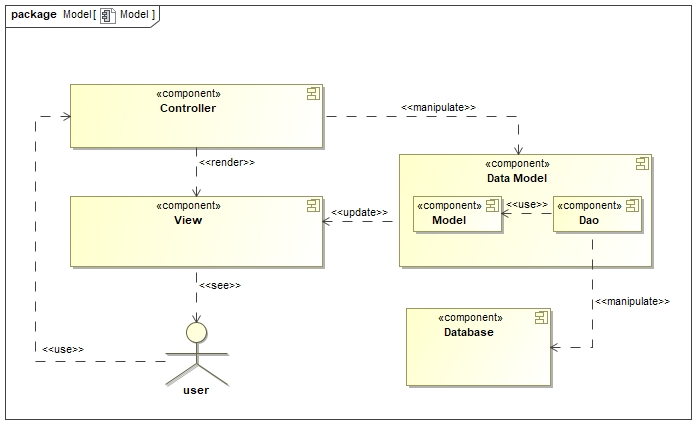 package Model [ Model ]
«component»
Controller
<<manipulate>>
<<render>>
«component»
Data Model
«component»
View
<<update>>
«component»
Model
<<use>>
«component»
Dao
<<see>>
<<manipulate>>
«component»
Database
<<use>>
user